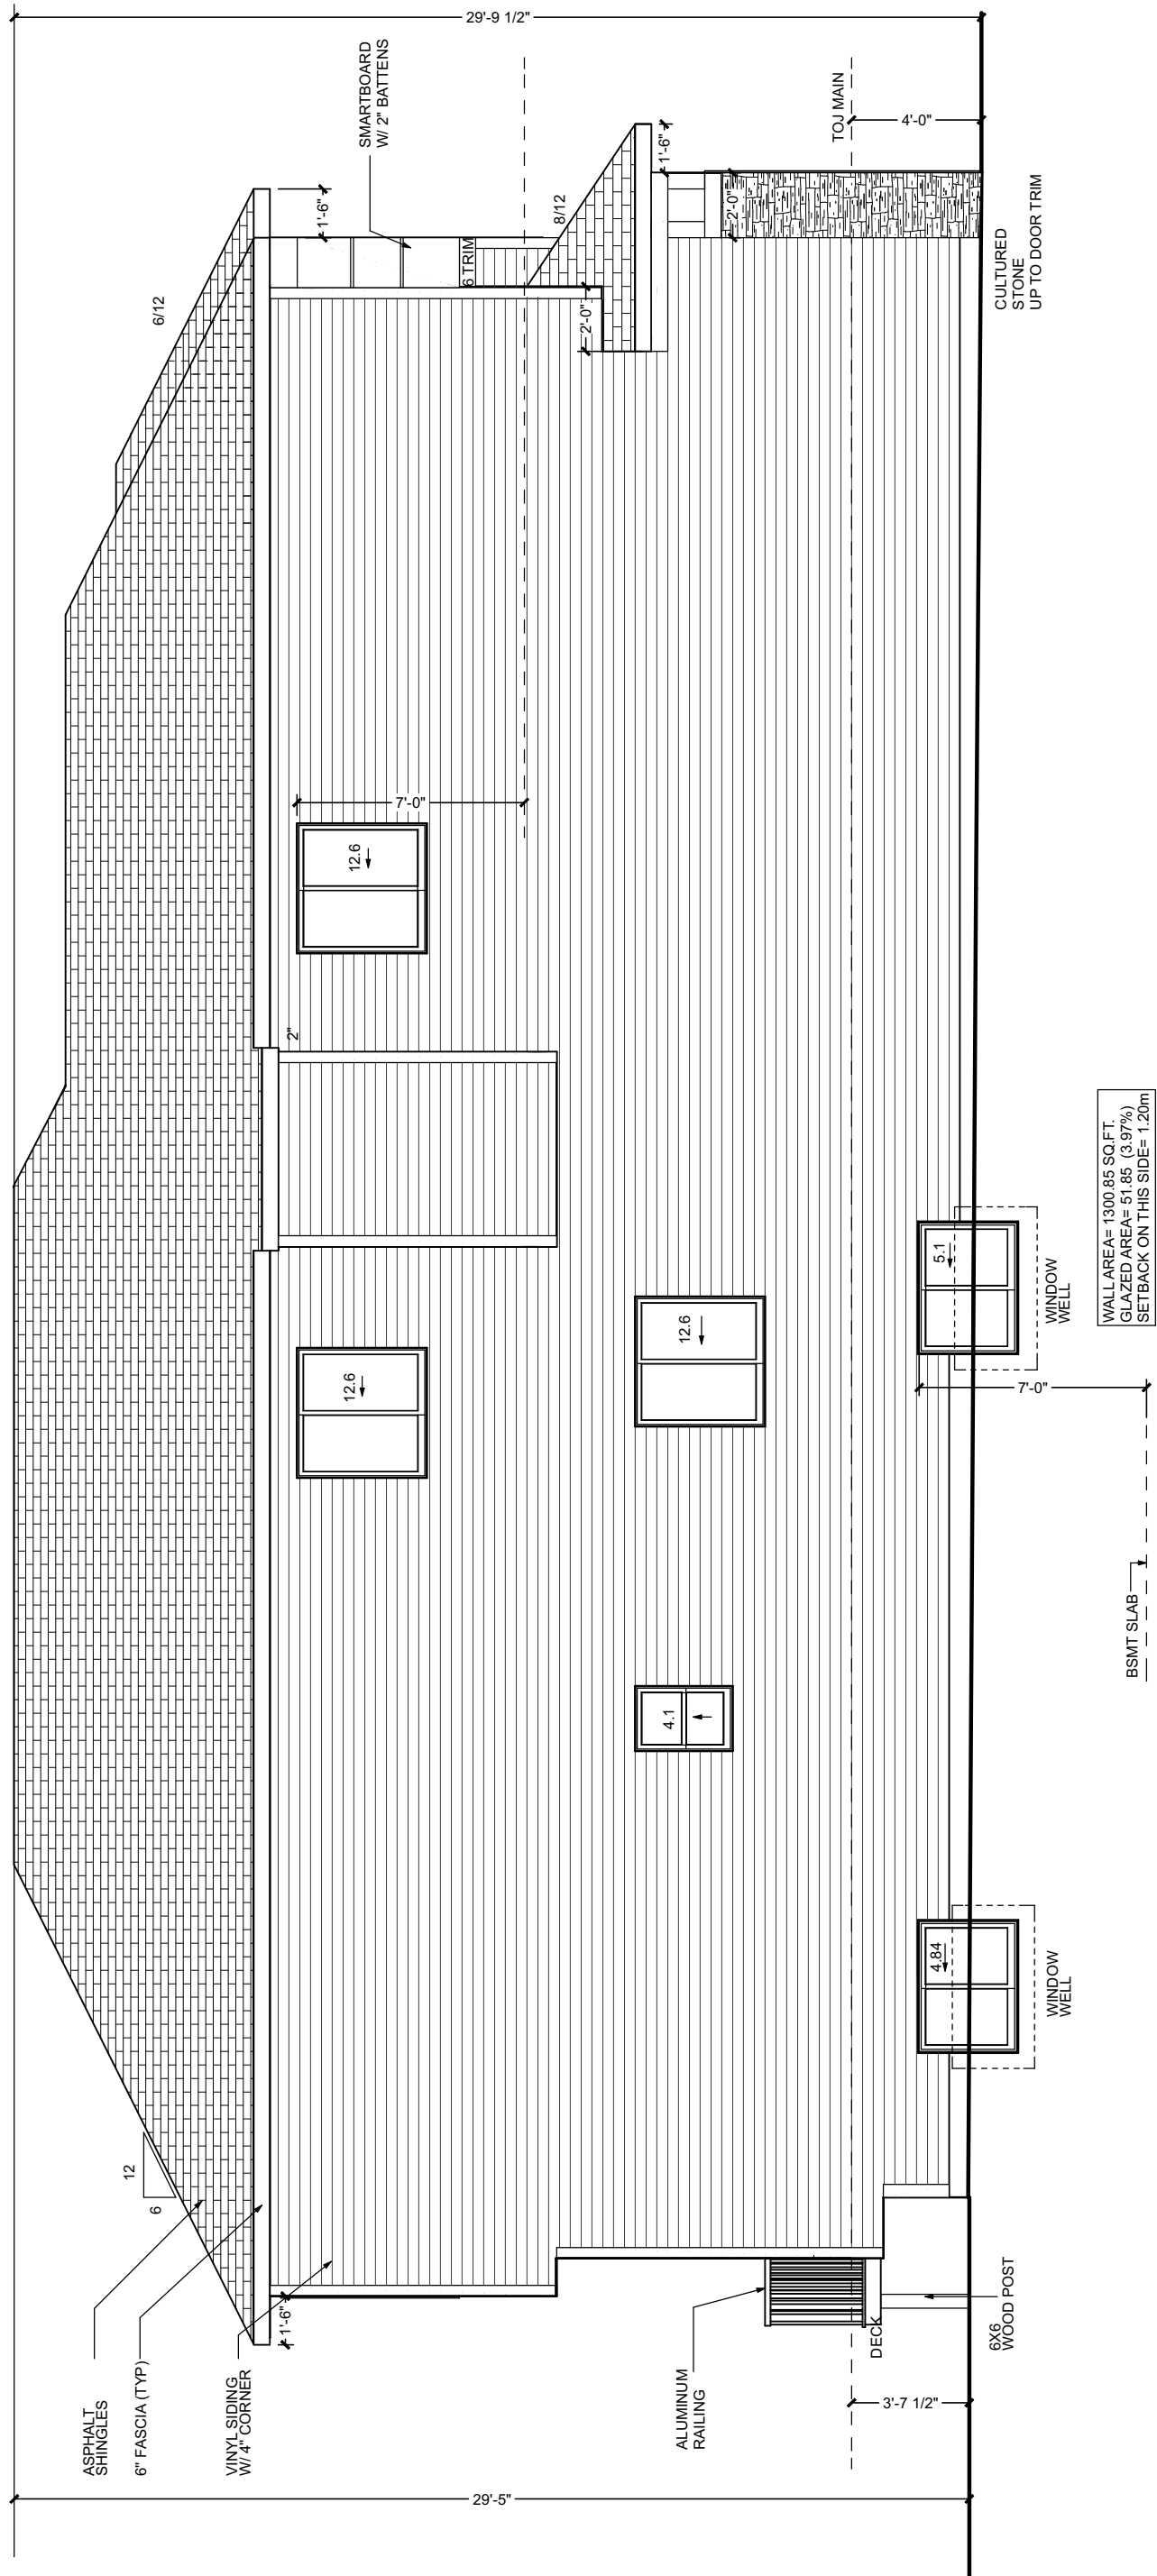 29'-9 1/2"
SMARTBOARD
W/ 2" BATTENS
TOJ MAIN
4'-0"
1'-6"
1'-6"
6/12
8/12
2'-0"
6 TRIM
2'-0"
CULTURED
STONE
UP TO DOOR TRIM
7'-0"
12.6
2"
12.6
12.6
5.1
WINDOW
WELL
WALL AREA= 1300.85 SQ.FT.
GLAZED AREA= 51.85 (3.97%)
SETBACK ON THIS SIDE= 1.20m
7'-0"
BSMT SLAB
4.1
4.84
WINDOW
WELL
12
6
ASPHALT
SHINGLES
6" FASCIA (TYP)
VINYL SIDING
W/ 4" CORNER
1'-6"
ALUMINUM
RAILING
DECK
6X6
WOOD POST
3'-7 1/2"
29'-5"